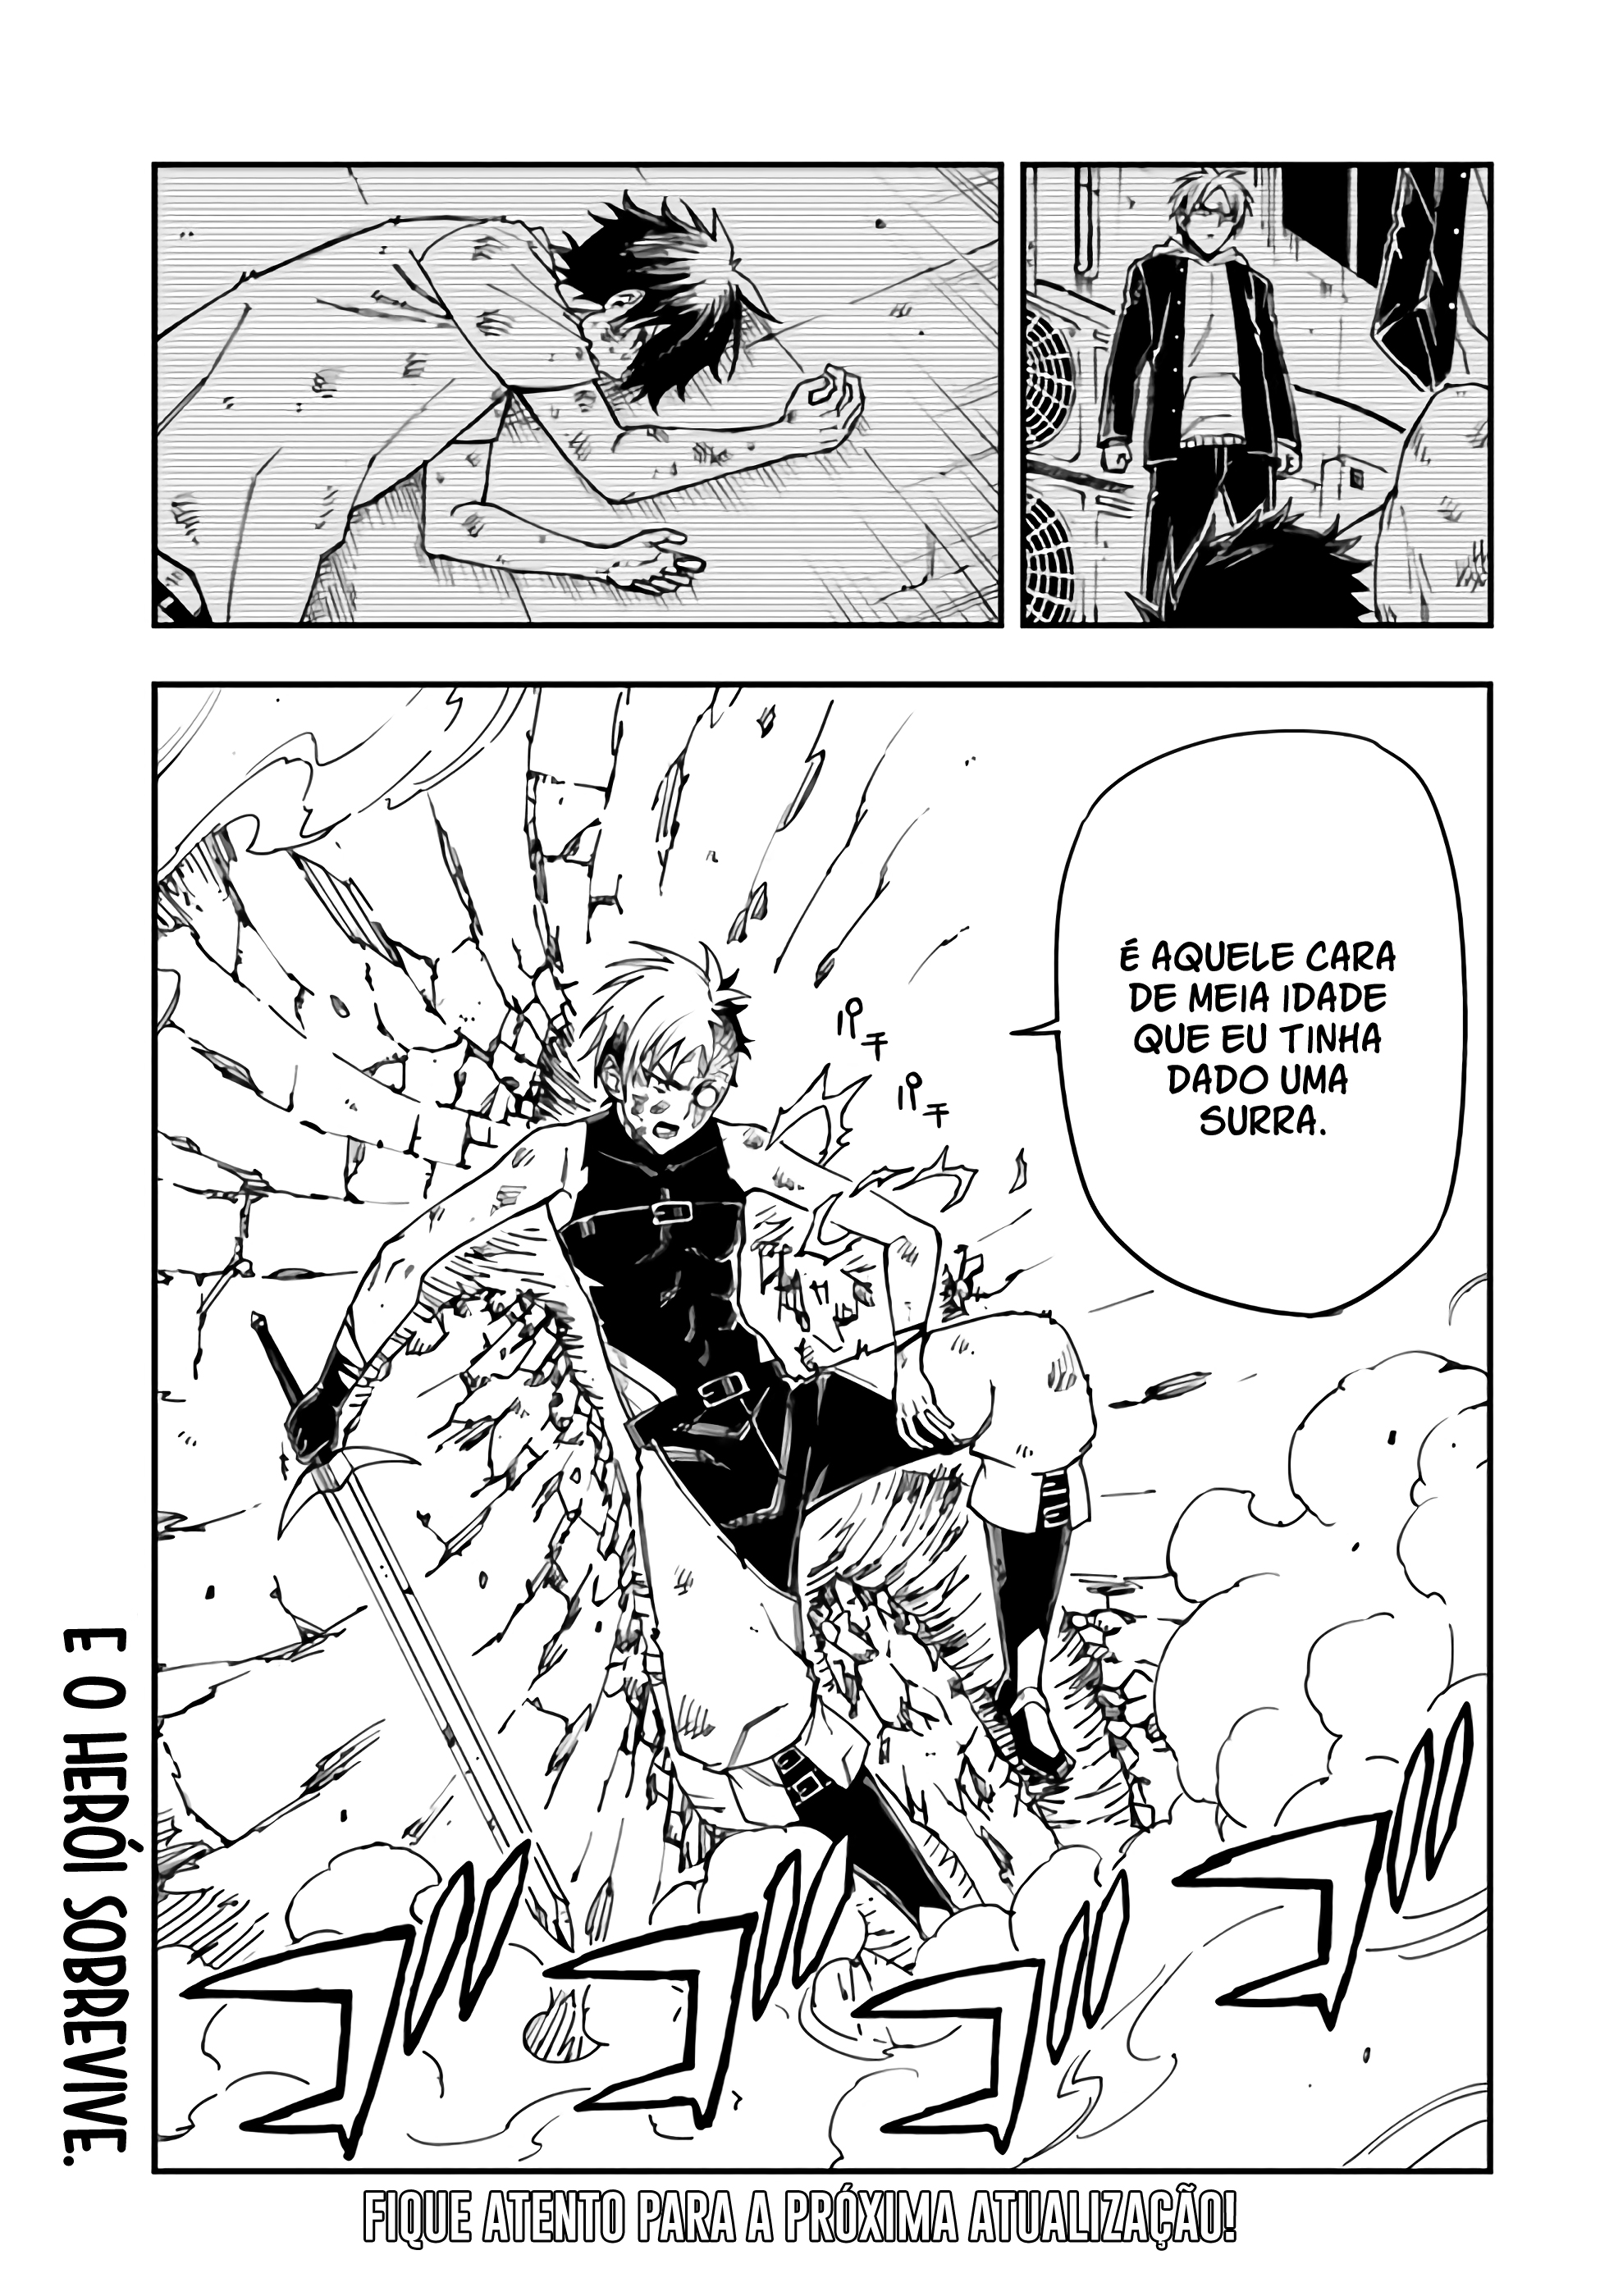 É AQUELE CARA
DE MEIA IDADE
QUE EU TINHA
DADO UMA
SURRA.
パチ
パチ
ゴゴゴゴ
E O HERÓI SOBREVIVE.
FIQUE ATENTO PARA A PRÓXIMA ATUALIZAÇÃO!